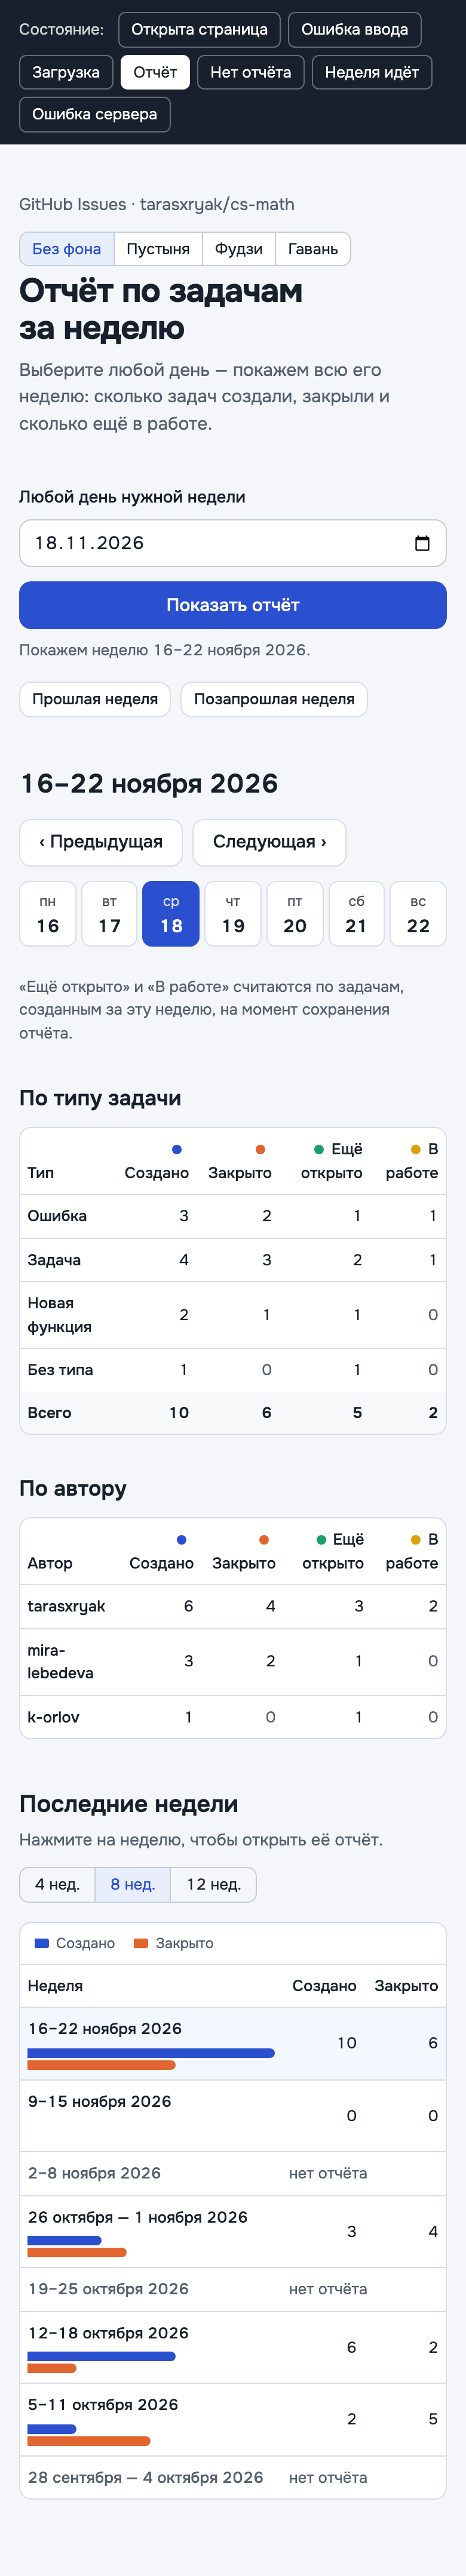 Состояние: Открыта страница Ошибка ввода
Загрузка Отчёт Нет отчёта Неделя идёт
Ошибка сервера
GitHub Issues · tarasxryak/cs-math
Без фона Пустыня Фудзи Гавань
Отчёт по задачам
за неделю
Выберите любой день — покажем всю его
неделю: сколько задач создали, закрыли и
сколько ещё в работе.
Любой день нужной недели
18.11.2026
Показать отчёт
Покажем неделю 16–22 ноября 2026.
Прошлая неделя Позапрошлая неделя
16–22 ноября 2026
‹ Предыдущая Следующая ›
пн вт ср чт пт сб вс
16 17 18 19 20 21 22
«Ещё открыто» и «В работе» считаются по задачам,
созданным за эту неделю, на момент сохранения
отчёта.
По типу задачи
Тип Создано Закрыто Ещё открыто В работе
Ошибка 3 2 1 1
Задача 4 3 2 1
Новая функция 2 1 1 0
Без типа 1 0 1 0
Всего 10 6 5 2
По автору
Автор Создано Закрыто Ещё открыто В работе
tarasxryak 6 4 3 2
mira-lebedeva 3 2 1 0
k-orlov 1 0 1 0
Последние недели
Нажмите на неделю, чтобы открыть её отчёт.
4 нед. 8 нед. 12 нед.
Создано Закрыто
Неделя Создано Закрыто
16–22 ноября 2026 10 6
9–15 ноября 2026 0 0
2–8 ноября 2026 нет отчёта
26 октября — 1 ноября 2026 3 4
19–25 октября 2026 нет отчёта
12–18 октября 2026 6 2
5–11 октября 2026 2 5
28 сентября — 4 октября 2026 нет отчёта